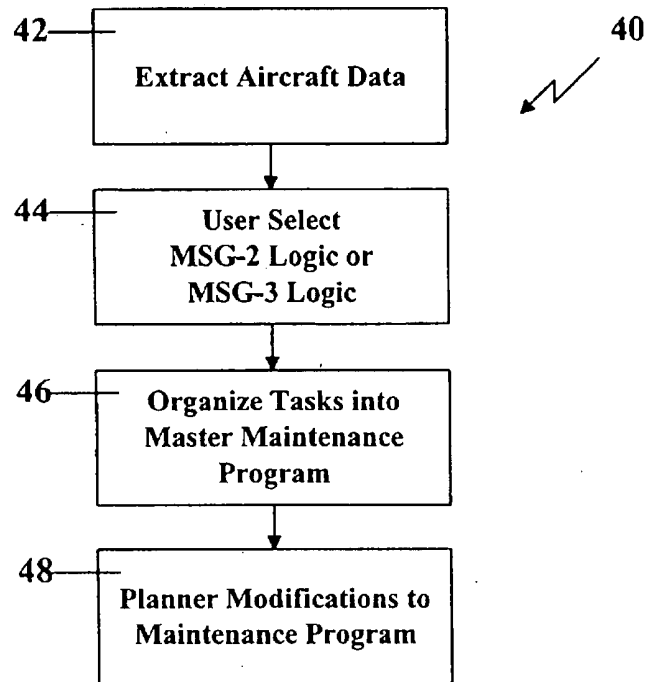 42
40
Extract Aircraft Data
44
User Select
MSG-2 Logic or
MSG-3 Logic
46
Organize Tasks into
Master Maintenance
Program
48
Planner Modifications to
Maintenance Program